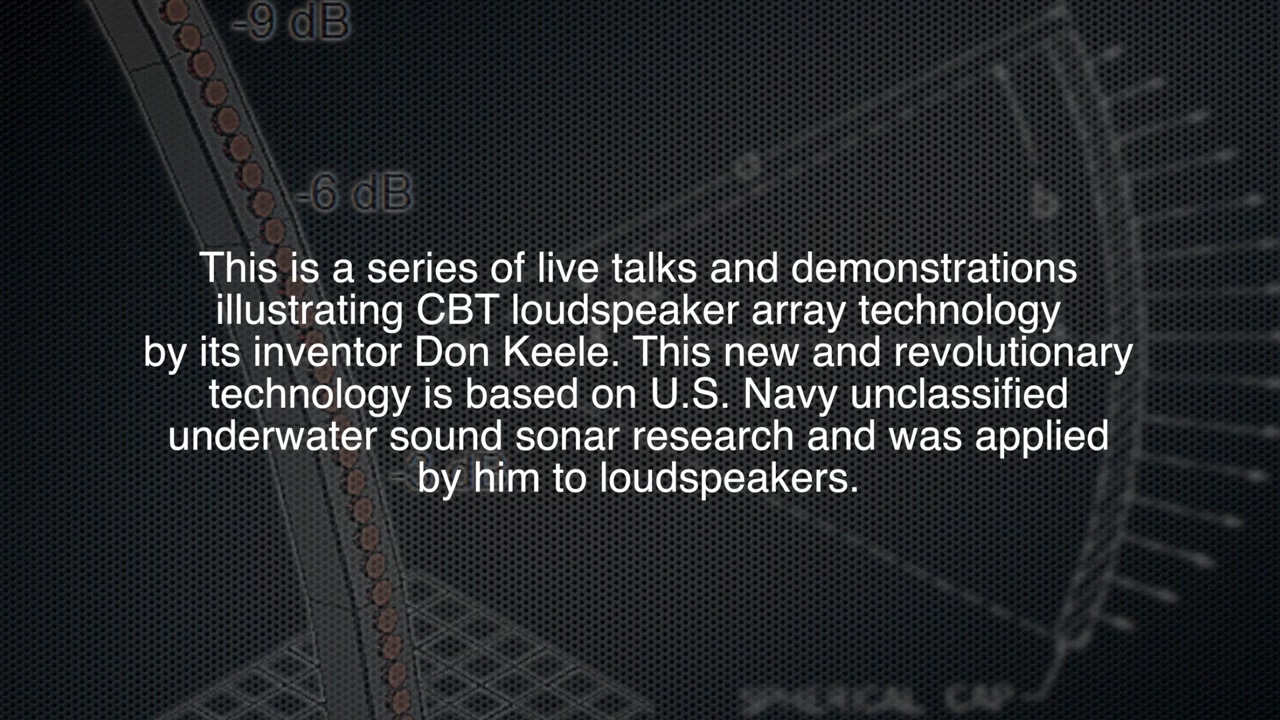 -9 dB
-6 dB
a
b
This is a series of live talks and demonstrations
illustrating CBT loudspeaker array technology
by its inventor Don Keele. This new and revolutionary
technology is based on U.S. Navy unclassified
underwater sound sonar research and was applied
by him to loudspeakers.
SPHERICAL CAP